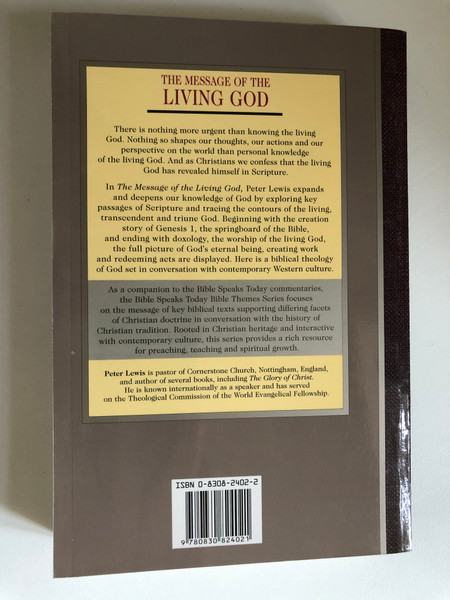 THE MESSAGE OF THE
LIVING GOD
There is nothing more urgent than knowing the living
God. Nothing so shapes our thoughts, our actions and our
perspective on the world than personal knowledge
of the living God. And as Christians we confess that the living
God has revealed himself in Scripture.
In The Message of the Living God, Peter Lewis expands
and deepens our knowledge of God by exploring key
passages of Scripture and tracing the contours of the living,
transcendent and triune God. Beginning with the creation
story of Genesis 1, the springboard of the Bible,
and ending with doxology, the worship of the living God,
the full picture of God's eternal being, creating work
and redeeming acts are displayed. Here is a biblical theology
of God set in conversation with contemporary Western culture.
As a companion to the Bible Speaks Today commentaries,
the Bible Speaks Today Bible Themes Series focuses
on the message of key biblical texts supporting differing facets
of Christian doctrine in conversation with the history of
Christian tradition. Rooted in Christian heritage and interactive
with contemporary culture, this series provides a rich resource
for preaching, teaching and spiritual growth.
Peter Lewis is pastor of Cornerstone Church, Nottingham, England,
and author of several books, including The Glory of Christ.
He is known internationally as a speaker and has served
on the Theological Commission of the World Evangelical Fellowship.
ISBN 0-8308-2402-2
9 780830 824021